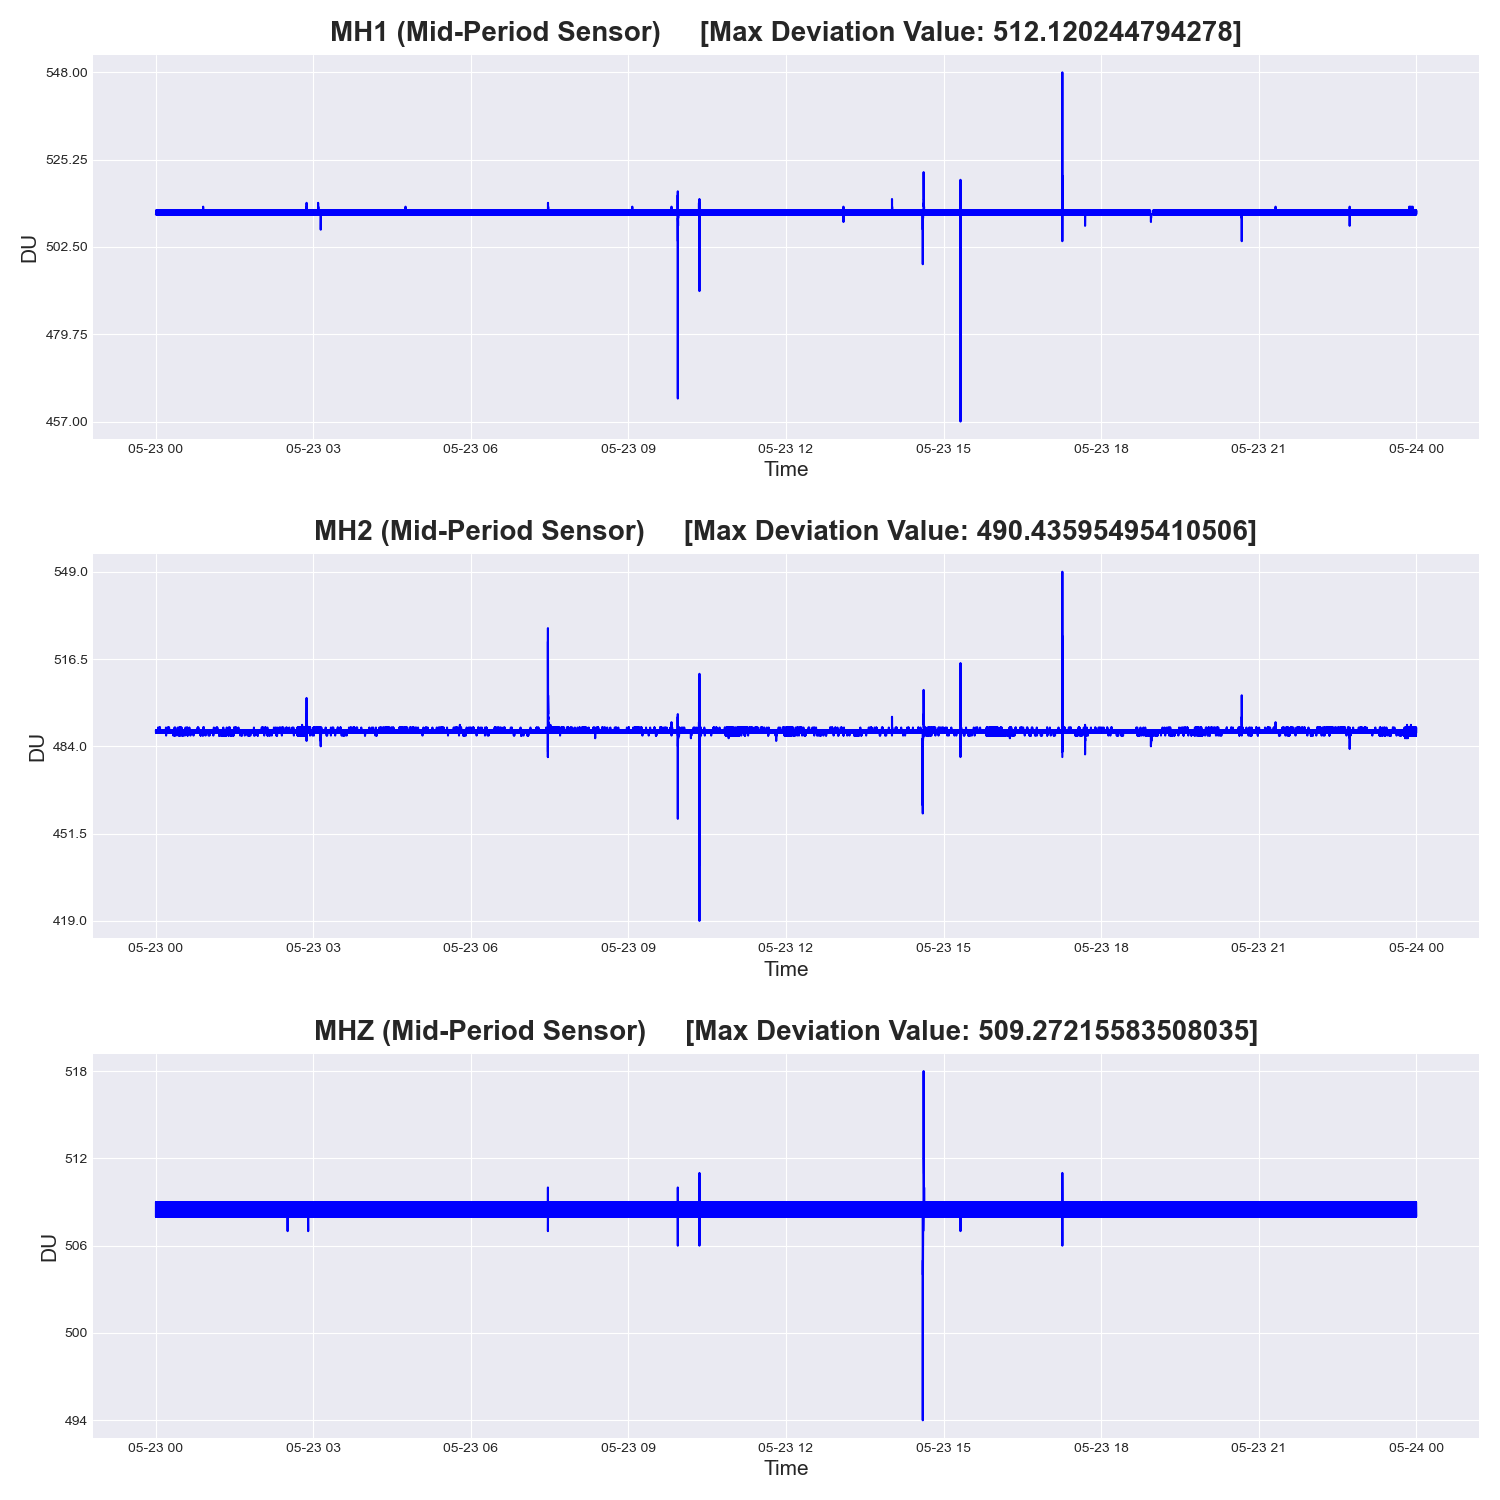 MH1 (Mid-Period Sensor) [Max Deviation Value: 512.120244794278]
548.00
525.25
502.50
479.75
457.00
DU
05-23 00 05-23 03 05-23 06 05-23 09 05-23 12 05-23 15 05-23 18 05-23 21 05-24 00
Time
MH2 (Mid-Period Sensor) [Max Deviation Value: 490.43595495410506]
549.0
516.5
484.0
451.5
419.0
DU
05-23 00 05-23 03 05-23 06 05-23 09 05-23 12 05-23 15 05-23 18 05-23 21 05-24 00
Time
MHZ (Mid-Period Sensor) [Max Deviation Value: 509.27215583508035]
518
512
506
500
494
DU
05-23 00 05-23 03 05-23 06 05-23 09 05-23 12 05-23 15 05-23 18 05-23 21 05-24 00
Time